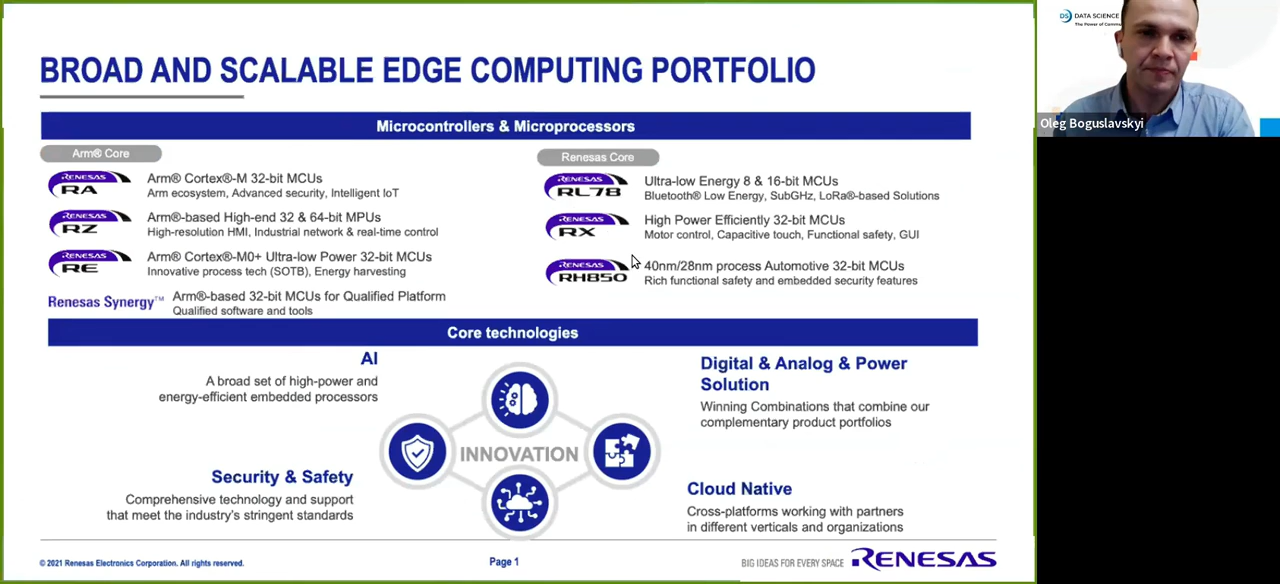 BROAD AND SCALABLE EDGE COMPUTING PORTFOLIO
Microcontrollers & Microprocessors
Arm® Core
RENESAS
RA
Arm® Cortex®-M 32-bit MCUs
Arm ecosystem, Advanced security, Intelligent IoT
RENESAS
RZ
Arm®-based High-end 32 & 64-bit MPUs
High-resolution HMI, Industrial network & real-time control
RENESAS
RE
Arm® Cortex®-M0+ Ultra-low Power 32-bit MCUs
Innovative process tech (SOTB), Energy harvesting
Renesas Synergy™
Arm®-based 32-bit MCUs for Qualified Platform
Qualified software and tools
Renesas Core
RENESAS
RL78
Ultra-low Energy 8 & 16-bit MCUs
Bluetooth® Low Energy, SubGHz, LoRa®-based Solutions
RENESAS
RX
High Power Efficiently 32-bit MCUs
Motor control, Capacitive touch, Functional safety, GUI
RENESAS
RH850
40nm/28nm process Automotive 32-bit MCUs
Rich functional safety and embedded security features
Core technologies
AI
A broad set of high-power and
energy-efficient embedded processors
Digital & Analog & Power
Solution
Winning Combinations that combine our
complementary product portfolios
INNOVATION
Security & Safety
Comprehensive technology and support
that meet the industry's stringent standards
Cloud Native
Cross-platforms working with partners
in different verticals and organizations
© 2021 Renesas Electronics Corporation. All rights reserved.
Page 1
BIG IDEAS FOR EVERY SPACE
RENESAS
DS DATA SCIENCE
The Power of
Oleg Boguslavskyi